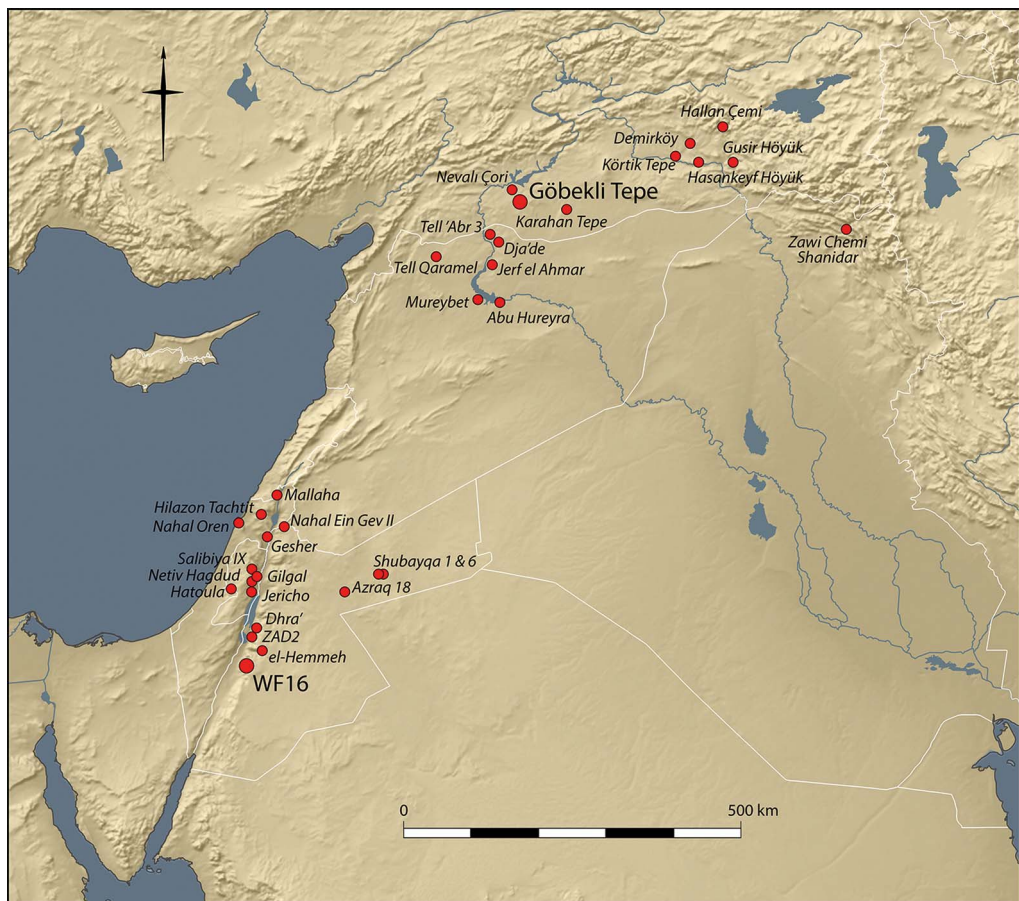 Hallan Çemi
Demirköy
Gusir Höyük
Körtik Tepe
Hasankeyf Höyük
Nevalı Çori
Göbekli Tepe
Karahan Tepe
Tell 'Abr 3
Zawi Chemi
Shanidar
Dja'de
Tell Qaramel
Jerf el Ahmar
Mureybet
Abu Hureyra
Mallaha
Hilazon Tachtit
Nahal Oren
Nahal Ein Gev II
Gesher
Salibiya IX
Shubayqa 1 & 6
Netiv Hagdud
Gilgal
Hatoula
Jericho
Azraq 18
Dhra'
ZAD2
el-Hemmeh
WF16
0
500 km